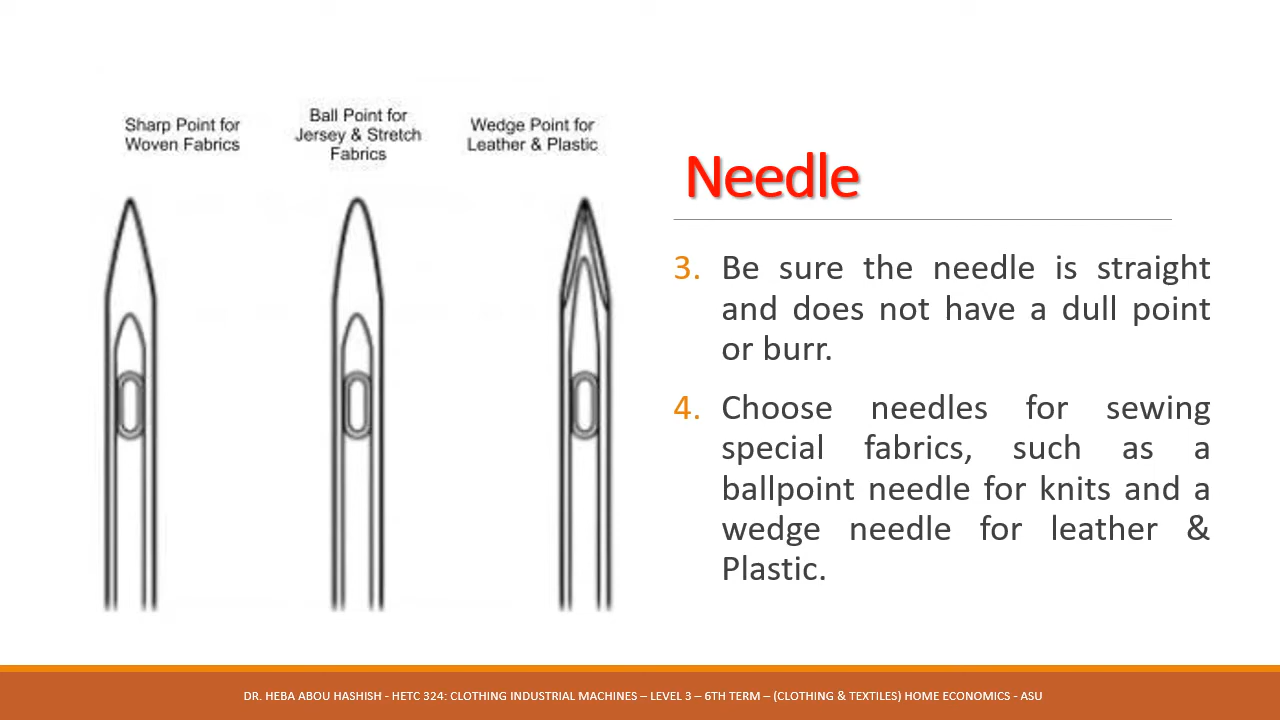 Sharp Point for
Woven Fabrics
Ball Point for
Jersey & Stretch
Fabrics
Wedge Point for
Leather & Plastic
Needle
3. Be sure the needle is straight
and does not have a dull point
or burr.
4. Choose needles for sewing
special fabrics, such as a
ballpoint needle for knits and a
wedge needle for leather &
Plastic.
DR. HEBA ABOU HASHISH - HETC 324: CLOTHING INDUSTRIAL MACHINES – LEVEL 3 – 6TH TERM – (CLOTHING & TEXTILES) HOME ECONOMICS - ASU